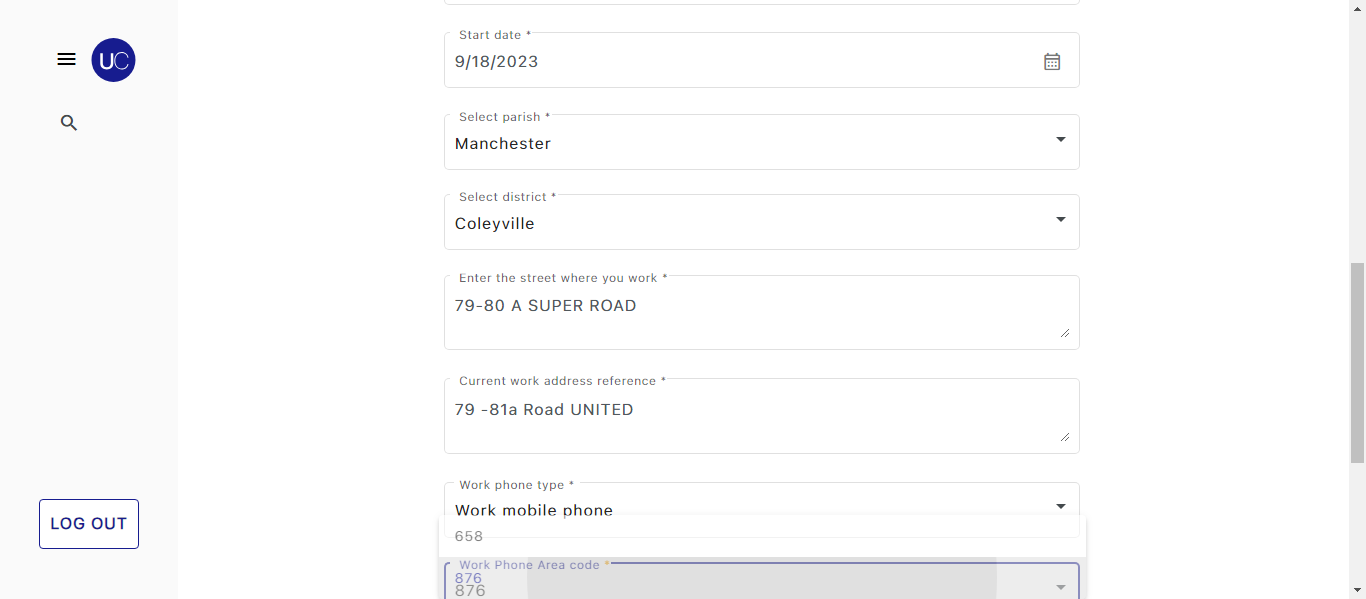 UC
Start date *
9/18/2023
Select parish *
Manchester
Select district *
Coleyville
Enter the street where you work *
79-80 A SUPER ROAD
Current work address reference *
79 -81a Road UNITED
Work phone type *
Work mobile phone
658
Work Phone Area code *
876
876
LOG OUT